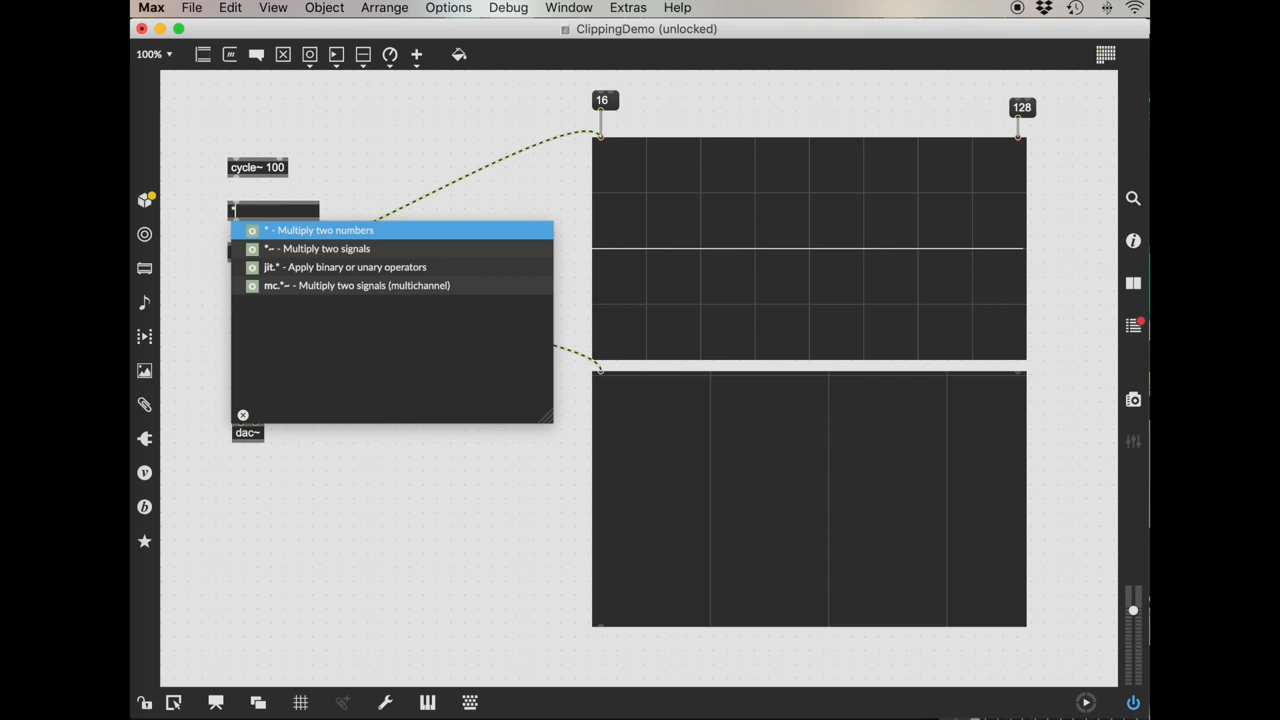 Max File Edit View Object Arrange Options Debug Window Extras Help
ClippingDemo (unlocked)
100%
16
128
cycle~ 100
*
* - Multiply two numbers
*~ - Multiply two signals
jit.* - Apply binary or unary operators
mc.*~ - Multiply two signals (multichannel)
dac~